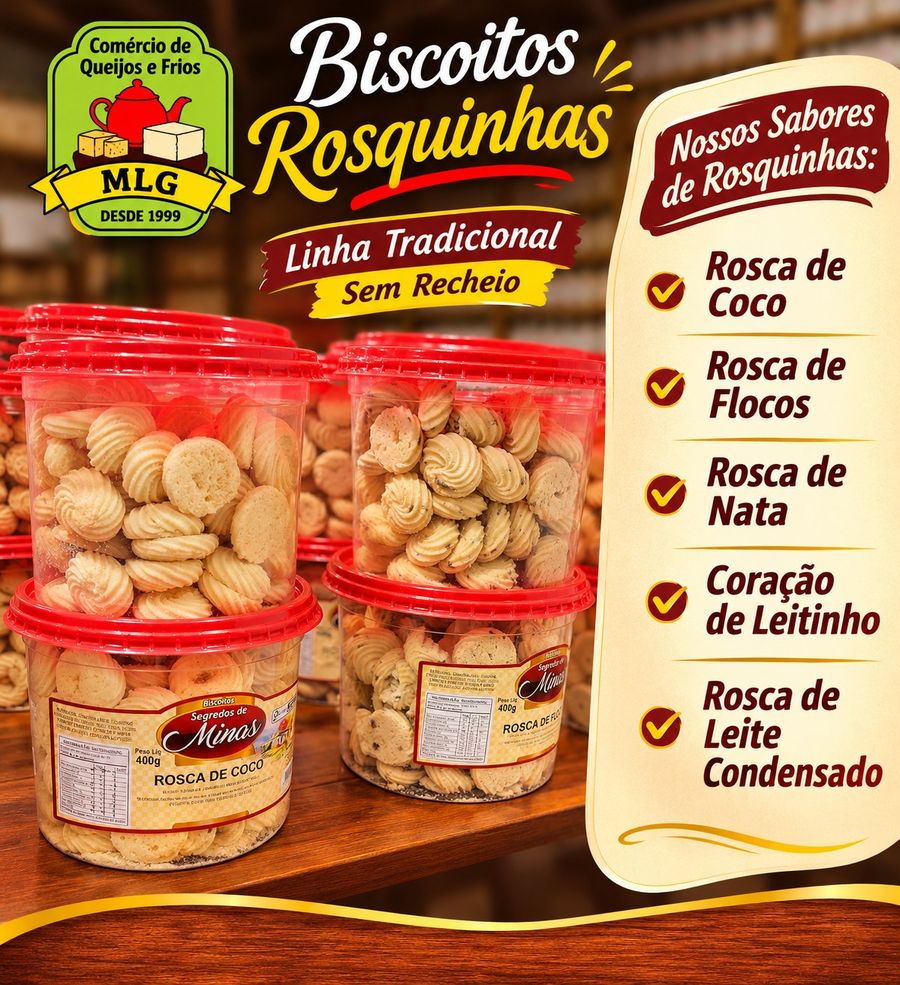 Comércio de
Queijos e Frios
MLG
DESDE 1999
Biscoitos
Rosquinhas
Linha Tradicional
Sem Recheio
Nossos Sabores
de Rosquinhas:
Rosca de
Coco
Rosca de
Flocos
Rosca de
Nata
Coração
de Leitinho
Rosca de
Leite
Condensado
Biscoitos
Segredos de
Minas
Peso Líq
400g
ROSCA DE COCO
Segredos de
Minas
Peso Líq
400g
ROSCA DE